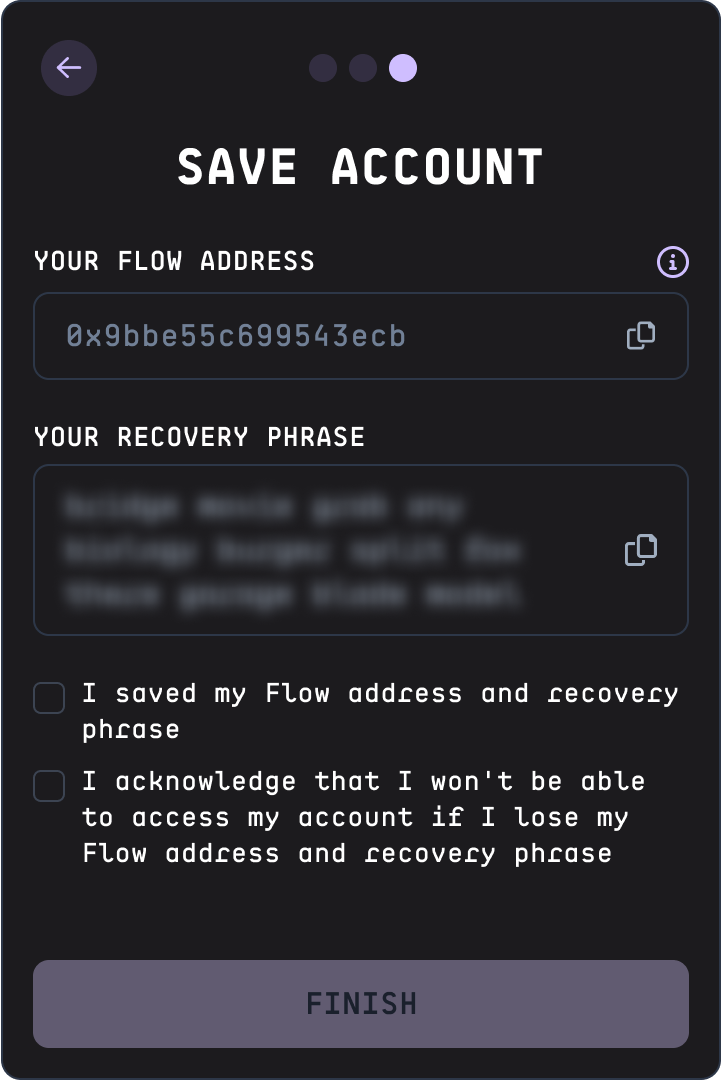 SAVE ACCOUNT
YOUR FLOW ADDRESS
0x9bbe55c699543ecb
YOUR RECOVERY PHRASE
I saved my Flow address and recovery
phrase
I acknowledge that I won't be able
to access my account if I lose my
Flow address and recovery phrase
FINISH